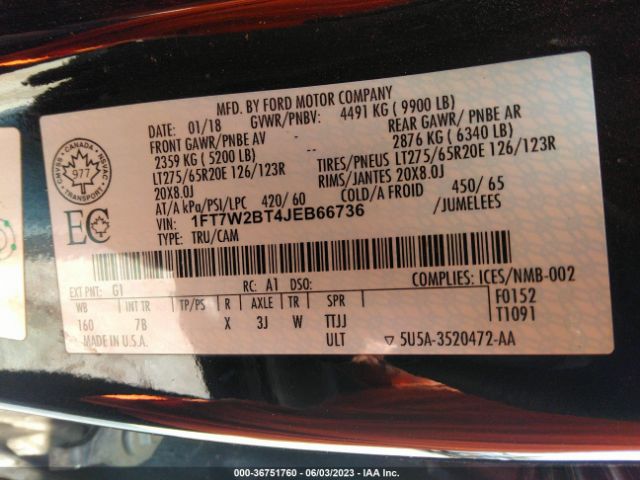 MFD. BY FORD MOTOR COMPANY
DATE: 01/18 GVWR/PNBV: 4491 KG ( 9900 LB)
FRONT GAWR/PNBE AV REAR GAWR/ PNBE AR
2359 KG ( 5200 LB) 2876 KG ( 6340 LB)
LT275/65R20E 126/123R TIRES/PNEUS LT275/65R20E 126/123R
20X8.0J RIMS/JANTES 20X8.0J
AT/A kPa/PSI/LPC 420/ 60 COLD/A FROID 450/ 65
VIN: 1FT7W2BT4JEB66736 /JUMELEES
TYPE: TRU/CAM
CANADA
NSVAC
TRANSPORT
977
EC
EXT PNT: G1 RC: A1 DSO: COMPLIES: ICES/NMB-002
WB INT TR TP/PS R AXLE TR SPR F0152
160 7B X 3J W TTJJ T1091
MADE IN U.S.A. ULT ▽ 5U5A-3520472-AA
000-36751760 - 06/03/2023 - IAA Inc.